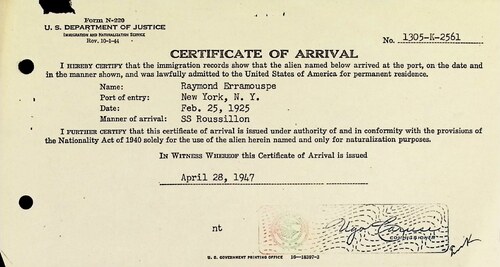 Form N-220
U. S. DEPARTMENT OF JUSTICE
IMMIGRATION AND NATURALIZATION SERVICE
Rev. 10-1-44
No. 1305-K-2561
CERTIFICATE OF ARRIVAL
I HEREBY CERTIFY that the immigration records show that the alien named below arrived at the port, on the date and
in the manner shown, and was lawfully admitted to the United States of America for permanent residence.
Name: Raymond Erramouspe
Port of entry: New York, N. Y.
Date: Feb. 25, 1925
Manner of arrival: SS Roussillon
I FURTHER CERTIFY that this certificate of arrival is issued under authority of and in conformity with the provisions of
the Nationality Act of 1940 solely for the use of the alien herein named and only for naturalization purposes.
IN WITNESS WHEREOF this Certificate of Arrival is issued
April 28, 1947
nt
Ugo Carusi
COMMISSIONER
U. S. GOVERNMENT PRINTING OFFICE